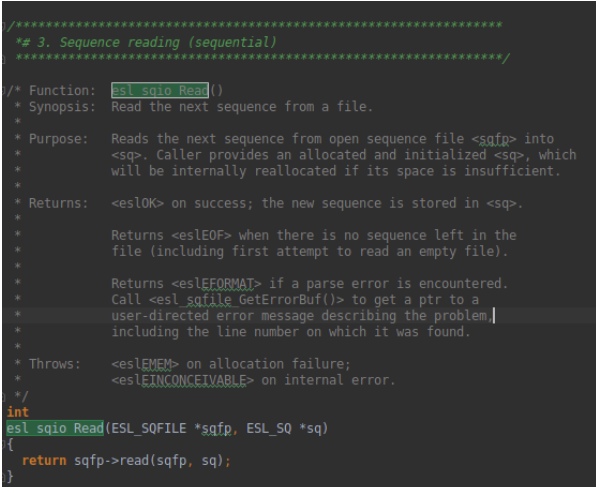 /******************************************************************
 *# 3. Sequence reading (sequential)
 ******************************************************************/
/* Function:  esl_sqio_Read()
 * Synopsis:  Read the next sequence from a file.
 *
 * Purpose:   Reads the next sequence from open sequence file <sqfp> into
 *            <sq>. Caller provides an allocated and initialized <sq>, which
 *            will be internally reallocated if its space is insufficient.
 *
 * Returns:   <eslOK> on success; the new sequence is stored in <sq>.
 *
 *            Returns <eslEOF> when there is no sequence left in the
 *            file (including first attempt to read an empty file).
 *
 *            Returns <eslEFORMAT> if a parse error is encountered.
 *            Call <esl_sqfile_GetErrorBuf()> to get a ptr to a
 *            user-directed error message describing the problem,
 *            including the line number on which it was found.
 *
 * Throws:    <eslEMEM> on allocation failure;
 *            <eslEINCONCEIVABLE> on internal error.
 */
int
esl_sqio_Read(ESL_SQFILE *sqfp, ESL_SQ *sq)
{
  return sqfp->read(sqfp, sq);
}